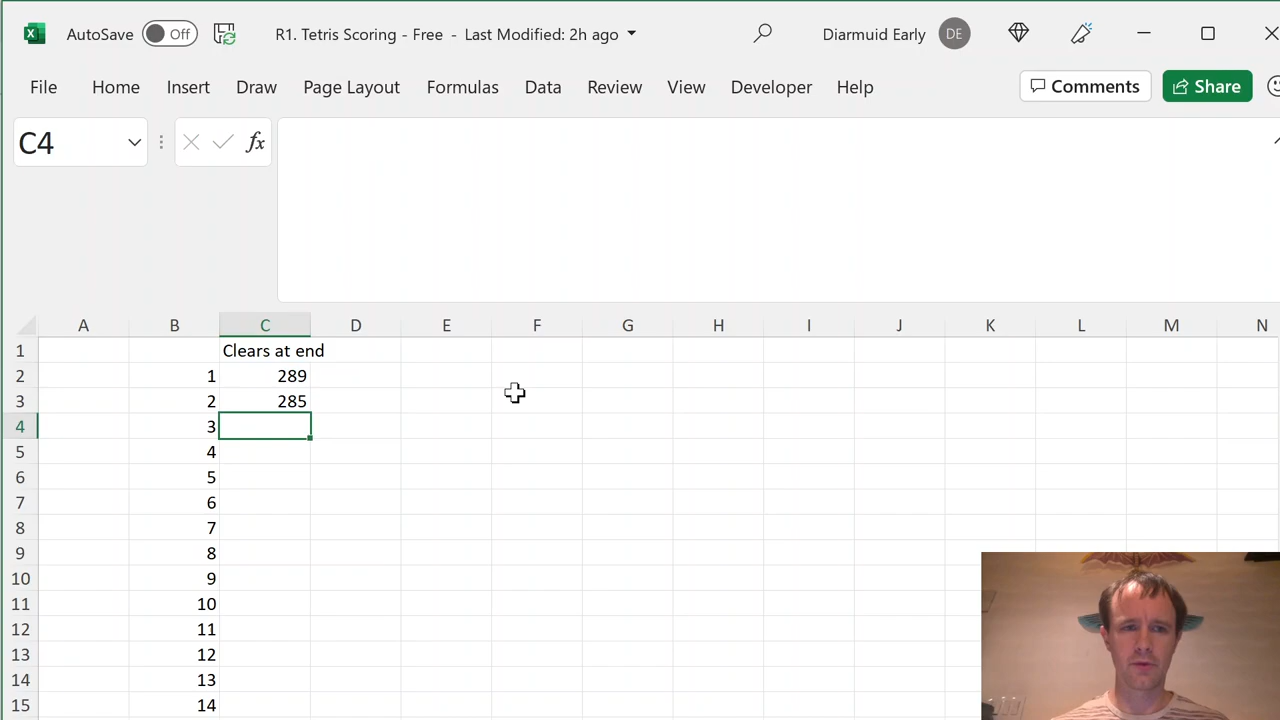 AutoSave Off R1. Tetris Scoring - Free - Last Modified: 2h ago Diarmuid Early DE
File Home Insert Draw Page Layout Formulas Data Review View Developer Help Comments Share
C4 fx
A B C D E F G H I J K L M N
1 Clears at end
2 1 289
3 2 285
4 3
5 4
6 5
7 6
8 7
9 8
10 9
11 10
12 11
13 12
14 13
15 14